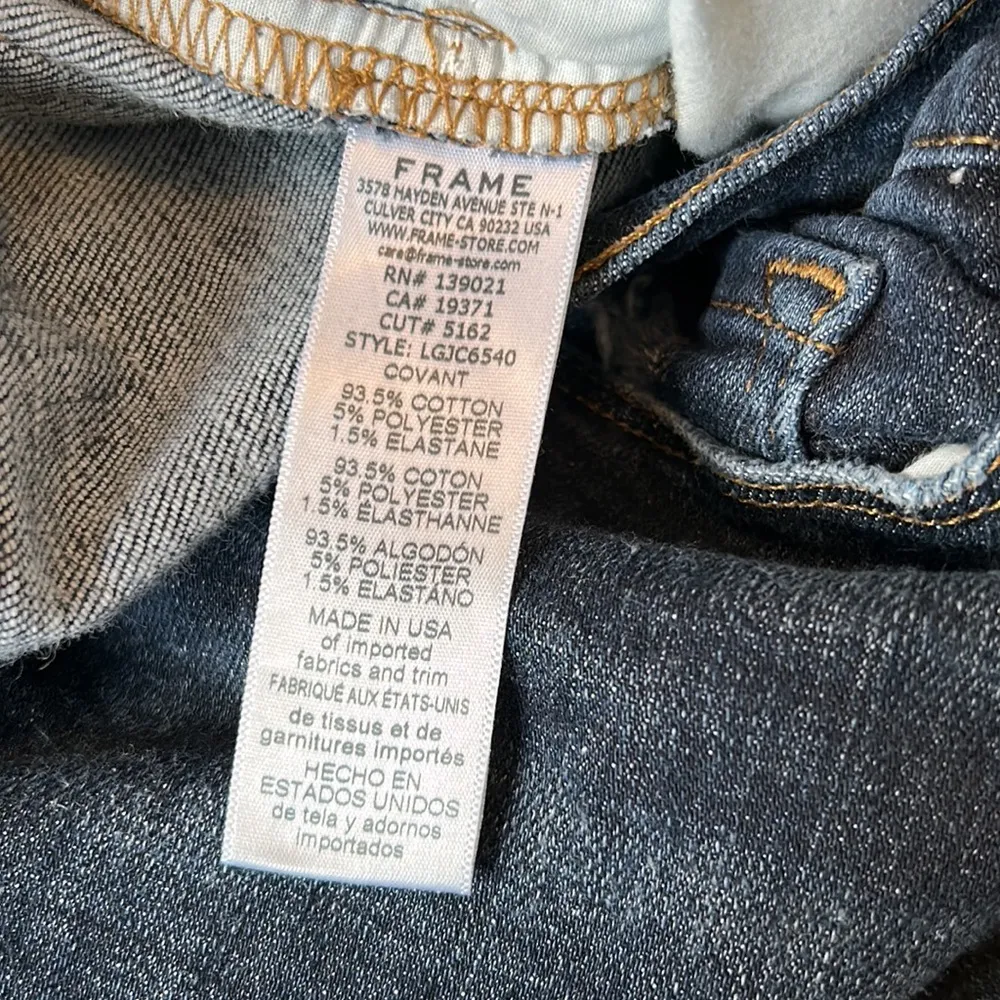 FRAME
3578 HAYDEN AVENUE STE N-1
CULVER CITY CA 90232 USA
WWW.FRAME-STORE.COM
care@frame-store.com
RN# 139021
CA# 19371
CUT# 5162
STYLE: LGJC6540
COVANT
93.5% COTTON
5% POLYESTER
1.5% ELASTANE
93.5% COTON
5% POLYESTER
1.5% ÉLASTHANNE
93.5% ALGODÓN
5% POLIESTER
1.5% ELASTANO
MADE IN USA
of imported
fabrics and trim
FABRIQUÉ AUX ÉTATS-UNIS
de tissus et de
garnitures importés
HECHO EN
ESTADOS UNIDOS
de tela y adornos
importados